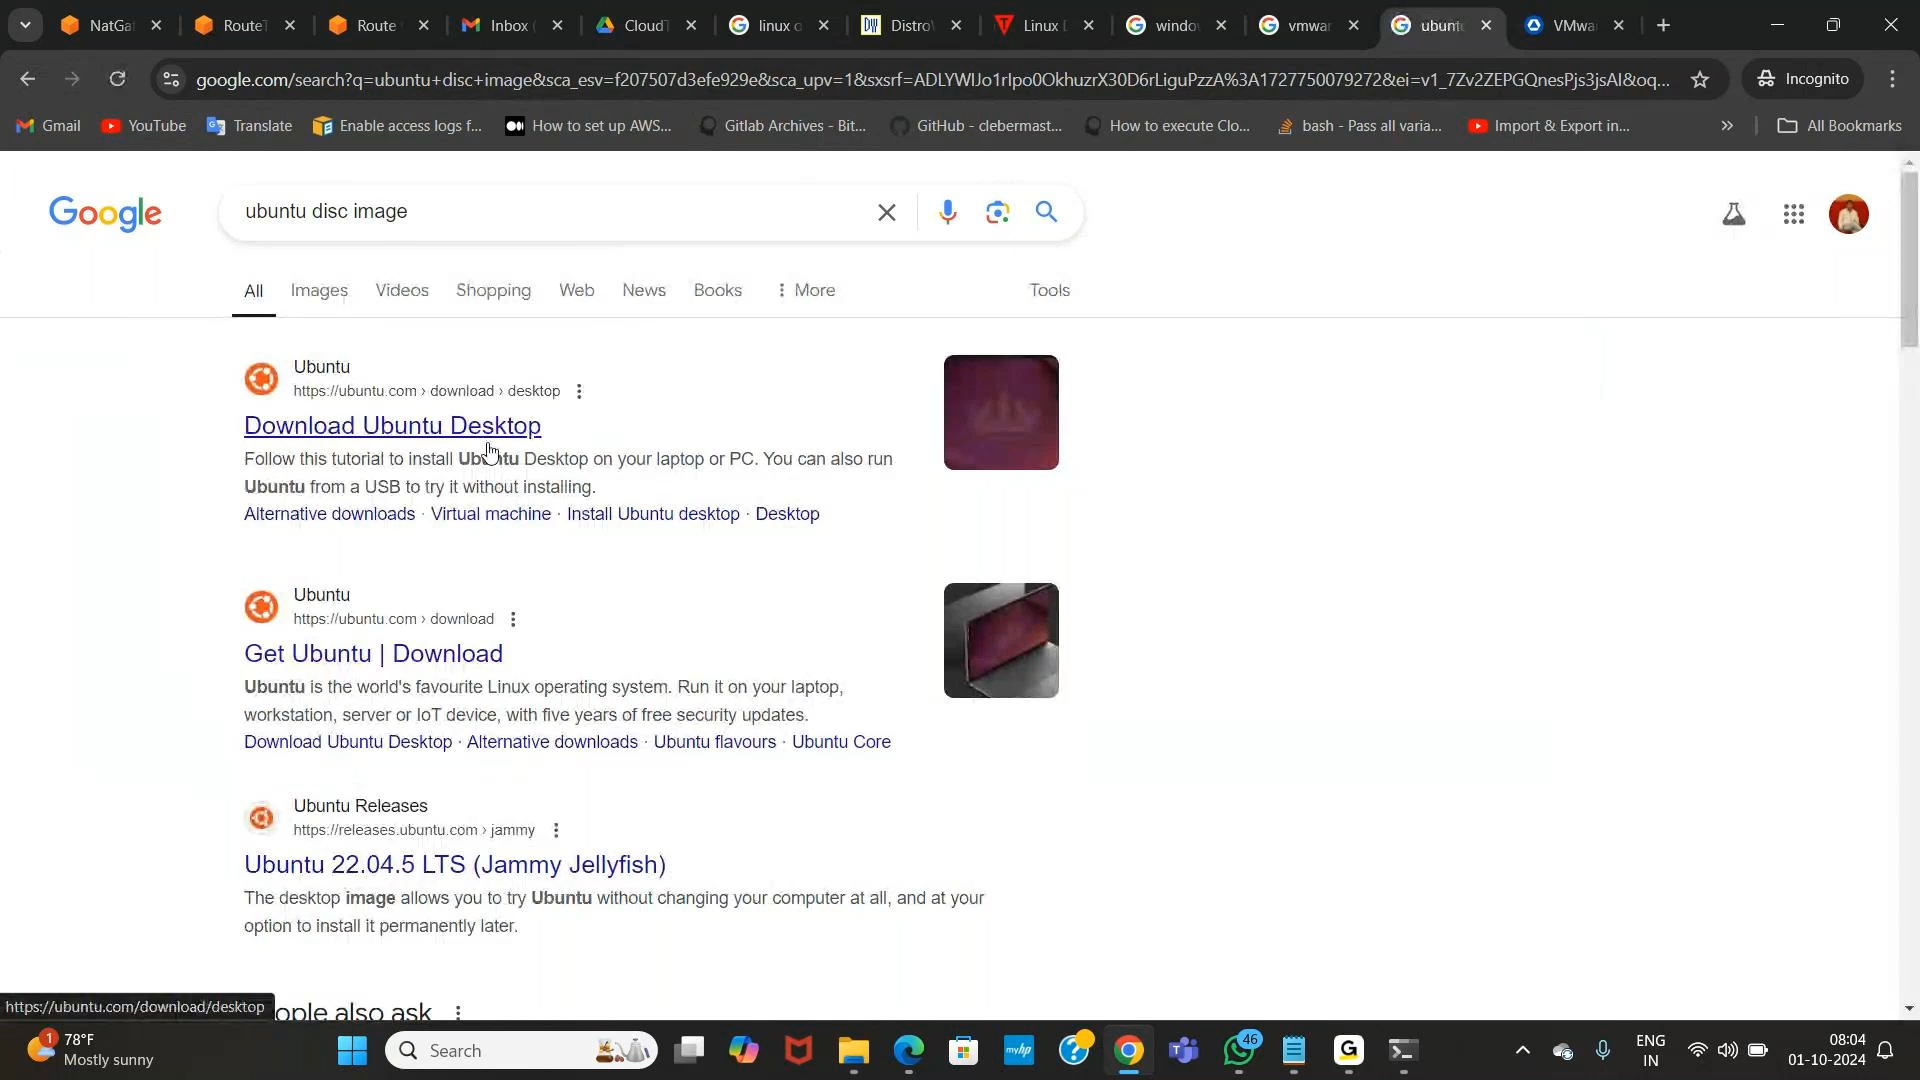 NatGa
RouteT
Route
Inbox (
CloudT
linux o
Distro
Linux D
windo
vmwar
ubunt
VMwa
google.com/search?q=ubuntu+disc+image&sca_esv=f207507d3efe929e&sca_upv=1&sxsrf=ADLYWIJo1rIpo0OkhuzrX30D6rLiguPzzA%3A1727750079272&ei=v1_7Zv2ZEPGQnesPjs3jsAI&oq...
Incognito
Gmail
YouTube
Translate
Enable access logs f...
How to set up AWS...
Gitlab Archives - Bit...
GitHub - clebermast...
How to execute Clo...
bash - Pass all varia...
Import & Export in...
All Bookmarks
Google
ubuntu disc image
All
Images
Videos
Shopping
Web
News
Books
More
Tools
Ubuntu
https://ubuntu.com › download › desktop
Download Ubuntu Desktop
Follow this tutorial to install Ubuntu Desktop on your laptop or PC. You can also run
Ubuntu from a USB to try it without installing.
Alternative downloads · Virtual machine · Install Ubuntu desktop · Desktop
Ubuntu
https://ubuntu.com › download
Get Ubuntu | Download
Ubuntu is the world's favourite Linux operating system. Run it on your laptop,
workstation, server or IoT device, with five years of free security updates.
Download Ubuntu Desktop · Alternative downloads · Ubuntu flavours · Ubuntu Core
Ubuntu Releases
https://releases.ubuntu.com › jammy
Ubuntu 22.04.5 LTS (Jammy Jellyfish)
The desktop image allows you to try Ubuntu without changing your computer at all, and at your
option to install it permanently later.
https://ubuntu.com/download/desktop
ople also ask
1
78°F
Mostly sunny
Search
myhp
46
ENG
IN
08:04
01-10-2024